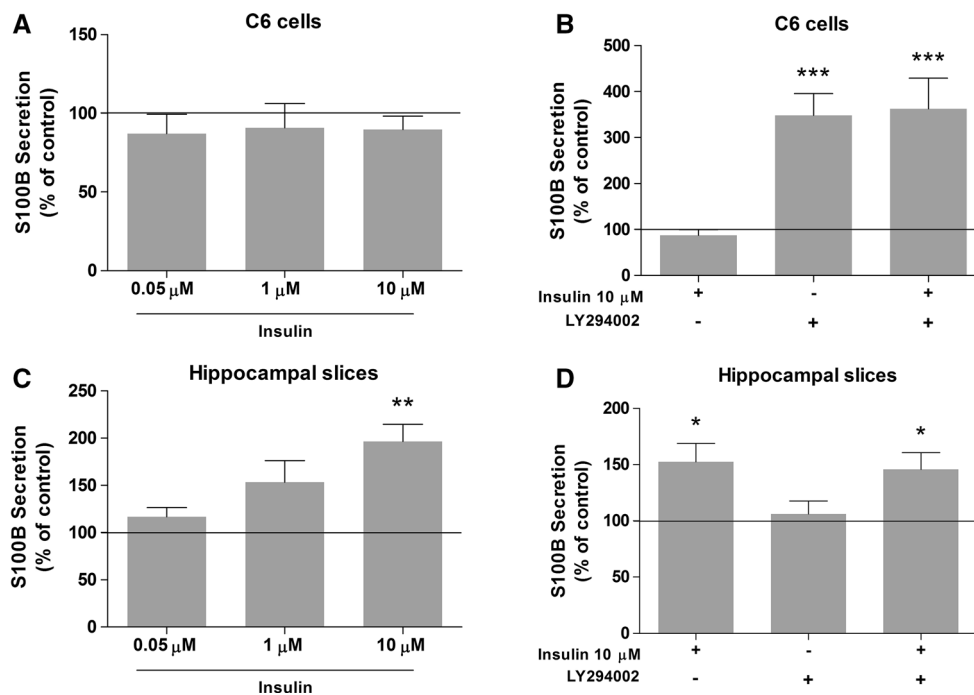 A
C6 cells
S100B Secretion
(% of control)
150
100
50
0
0.05 μM 1 μM 10 μM
Insulin
B
C6 cells
S100B Secretion
(% of control)
500
400
300
200
100
0
*** ***
Insulin 10 μM + - +
LY294002 - + +
C
Hippocampal slices
S100B Secretion
(% of control)
250
200
150
100
50
0
**
0.05 μM 1 μM 10 μM
Insulin
D
Hippocampal slices
S100B Secretion
(% of control)
200
150
100
50
0
* *
Insulin 10 μM + - +
LY294002 - + +